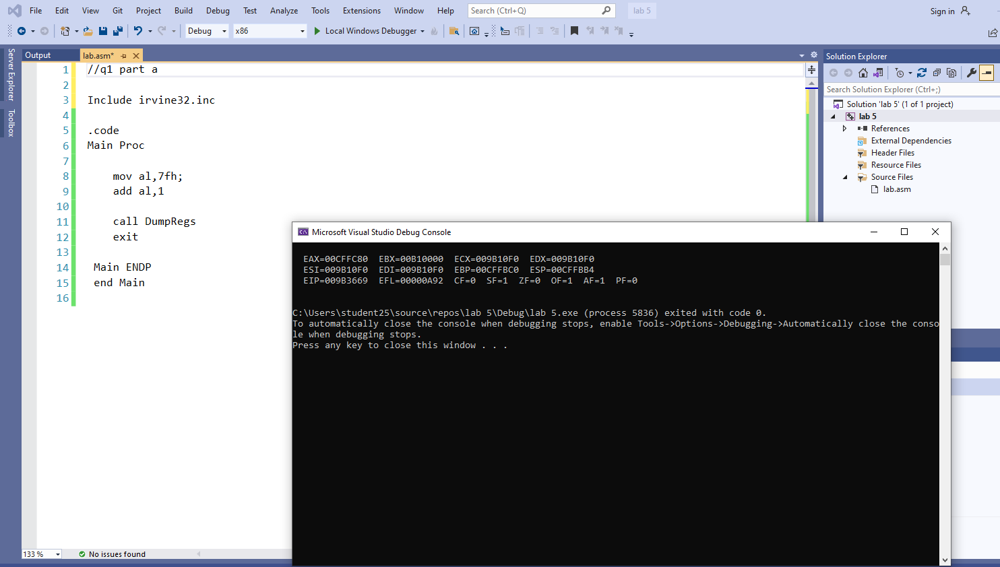 File Edit View Git Project Build Debug Test Analyze Tools Extensions Window Help Search (Ctrl+Q) lab 5 Sign in
Debug x86 Local Windows Debugger
Server Explorer
Toolbox
Output lab.asm*
1 //q1 part a
2
3 Include irvine32.inc
4
5 .code
6 Main Proc
7
8 mov al,7fh;
9 add al,1
10
11 call DumpRegs
12 exit
13
14 Main ENDP
15 end Main
16
133 % No issues found
Solution Explorer
Search Solution Explorer (Ctrl+;)
Solution 'lab 5' (1 of 1 project)
lab 5
References
External Dependencies
Header Files
Resource Files
Source Files
lab.asm
Microsoft Visual Studio Debug Console
EAX=00CFFC80 EBX=00B10000 ECX=009B10F0 EDX=009B10F0
ESI=009B10F0 EDI=009B10F0 EBP=00CFFBC0 ESP=00CFFBB4
EIP=009B3669 EFL=00000A92 CF=0 SF=1 ZF=0 OF=1 AF=1 PF=0
C:\Users\student25\source\repos\lab 5\Debug\lab 5.exe (process 5836) exited with code 0.
To automatically close the console when debugging stops, enable Tools->Options->Debugging->Automatically close the conso
le when debugging stops.
Press any key to close this window . . .